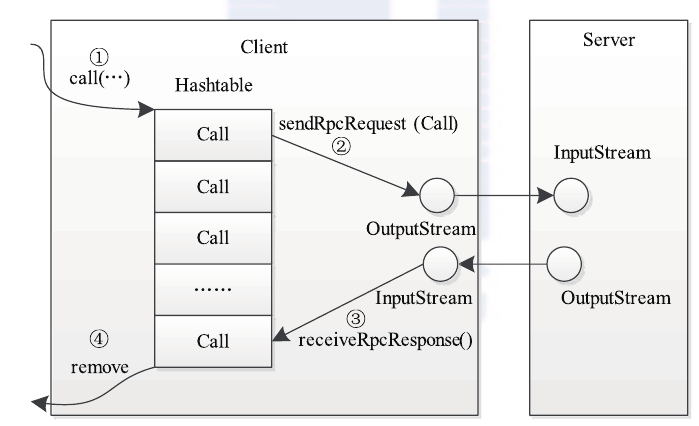 Client
Server
①
call(⋯)
Hashtable
Call
sendRpcRequest (Call)
②
InputStream
Call
OutputStream
Call
……
InputStream
OutputStream
③
receiveRpcResponse()
Call
④
remove